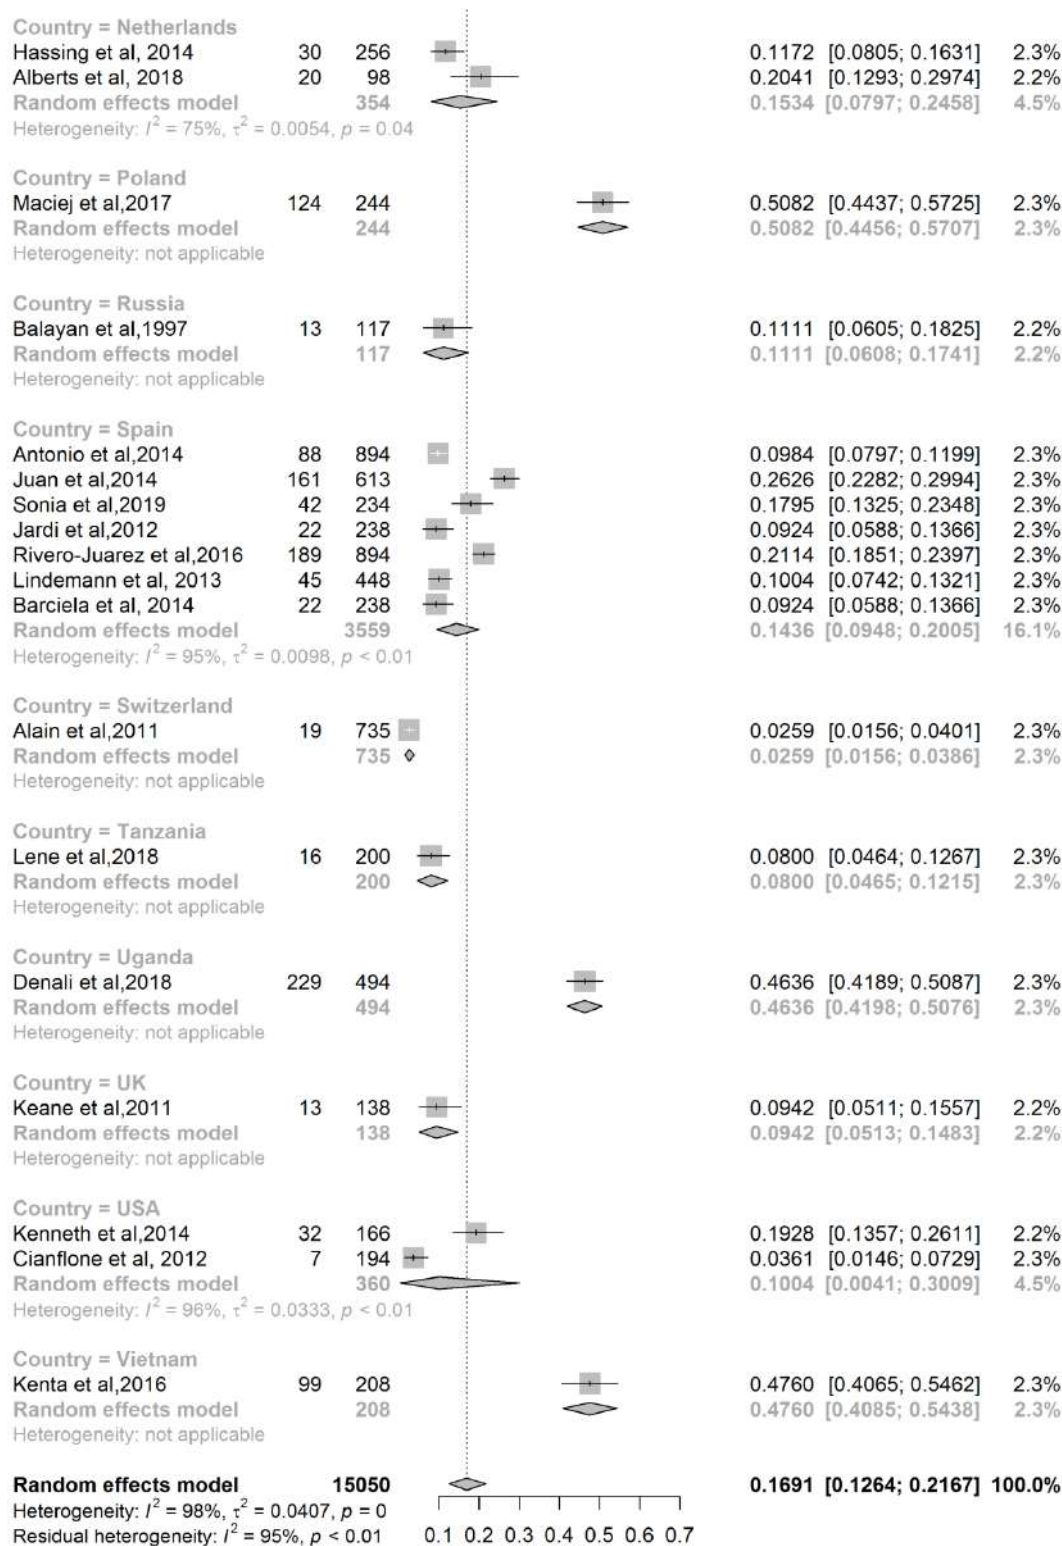 Country = Netherlands
Hassing et al, 2014 30 256 0.1172 [0.0805; 0.1631] 2.3%
Alberts et al, 2018 20 98 0.2041 [0.1293; 0.2974] 2.2%
Random effects model 354 0.1534 [0.0797; 0.2458] 4.5%
Heterogeneity: I² = 75%, τ² = 0.0054, p = 0.04
Country = Poland
Maciej et al,2017 124 244 0.5082 [0.4437; 0.5725] 2.3%
Random effects model 244 0.5082 [0.4456; 0.5707] 2.3%
Heterogeneity: not applicable
Country = Russia
Balayan et al,1997 13 117 0.1111 [0.0605; 0.1825] 2.2%
Random effects model 117 0.1111 [0.0608; 0.1741] 2.2%
Heterogeneity: not applicable
Country = Spain
Antonio et al,2014 88 894 0.0984 [0.0797; 0.1199] 2.3%
Juan et al,2014 161 613 0.2626 [0.2282; 0.2994] 2.3%
Sonia et al,2019 42 234 0.1795 [0.1325; 0.2348] 2.3%
Jardi et al,2012 22 238 0.0924 [0.0588; 0.1366] 2.3%
Rivero-Juarez et al,2016 189 894 0.2114 [0.1851; 0.2397] 2.3%
Lindemann et al, 2013 45 448 0.1004 [0.0742; 0.1321] 2.3%
Barciela et al, 2014 22 238 0.0924 [0.0588; 0.1366] 2.3%
Random effects model 3559 0.1436 [0.0948; 0.2005] 16.1%
Heterogeneity: I² = 95%, τ² = 0.0098, p < 0.01
Country = Switzerland
Alain et al,2011 19 735 0.0259 [0.0156; 0.0401] 2.3%
Random effects model 735 0.0259 [0.0156; 0.0386] 2.3%
Heterogeneity: not applicable
Country = Tanzania
Lene et al,2018 16 200 0.0800 [0.0464; 0.1267] 2.3%
Random effects model 200 0.0800 [0.0465; 0.1215] 2.3%
Heterogeneity: not applicable
Country = Uganda
Denali et al,2018 229 494 0.4636 [0.4189; 0.5087] 2.3%
Random effects model 494 0.4636 [0.4198; 0.5076] 2.3%
Heterogeneity: not applicable
Country = UK
Keane et al,2011 13 138 0.0942 [0.0511; 0.1557] 2.2%
Random effects model 138 0.0942 [0.0513; 0.1483] 2.2%
Heterogeneity: not applicable
Country = USA
Kenneth et al,2014 32 166 0.1928 [0.1357; 0.2611] 2.2%
Cianflone et al, 2012 7 194 0.0361 [0.0146; 0.0729] 2.3%
Random effects model 360 0.1004 [0.0041; 0.3009] 4.5%
Heterogeneity: I² = 96%, τ² = 0.0333, p < 0.01
Country = Vietnam
Kenta et al,2016 99 208 0.4760 [0.4065; 0.5462] 2.3%
Random effects model 208 0.4760 [0.4085; 0.5438] 2.3%
Heterogeneity: not applicable
Random effects model 15050 0.1691 [0.1264; 0.2167] 100.0%
Heterogeneity: I² = 98%, τ² = 0.0407, p = 0
Residual heterogeneity: I² = 95%, p < 0.01 0.1 0.2 0.3 0.4 0.5 0.6 0.7